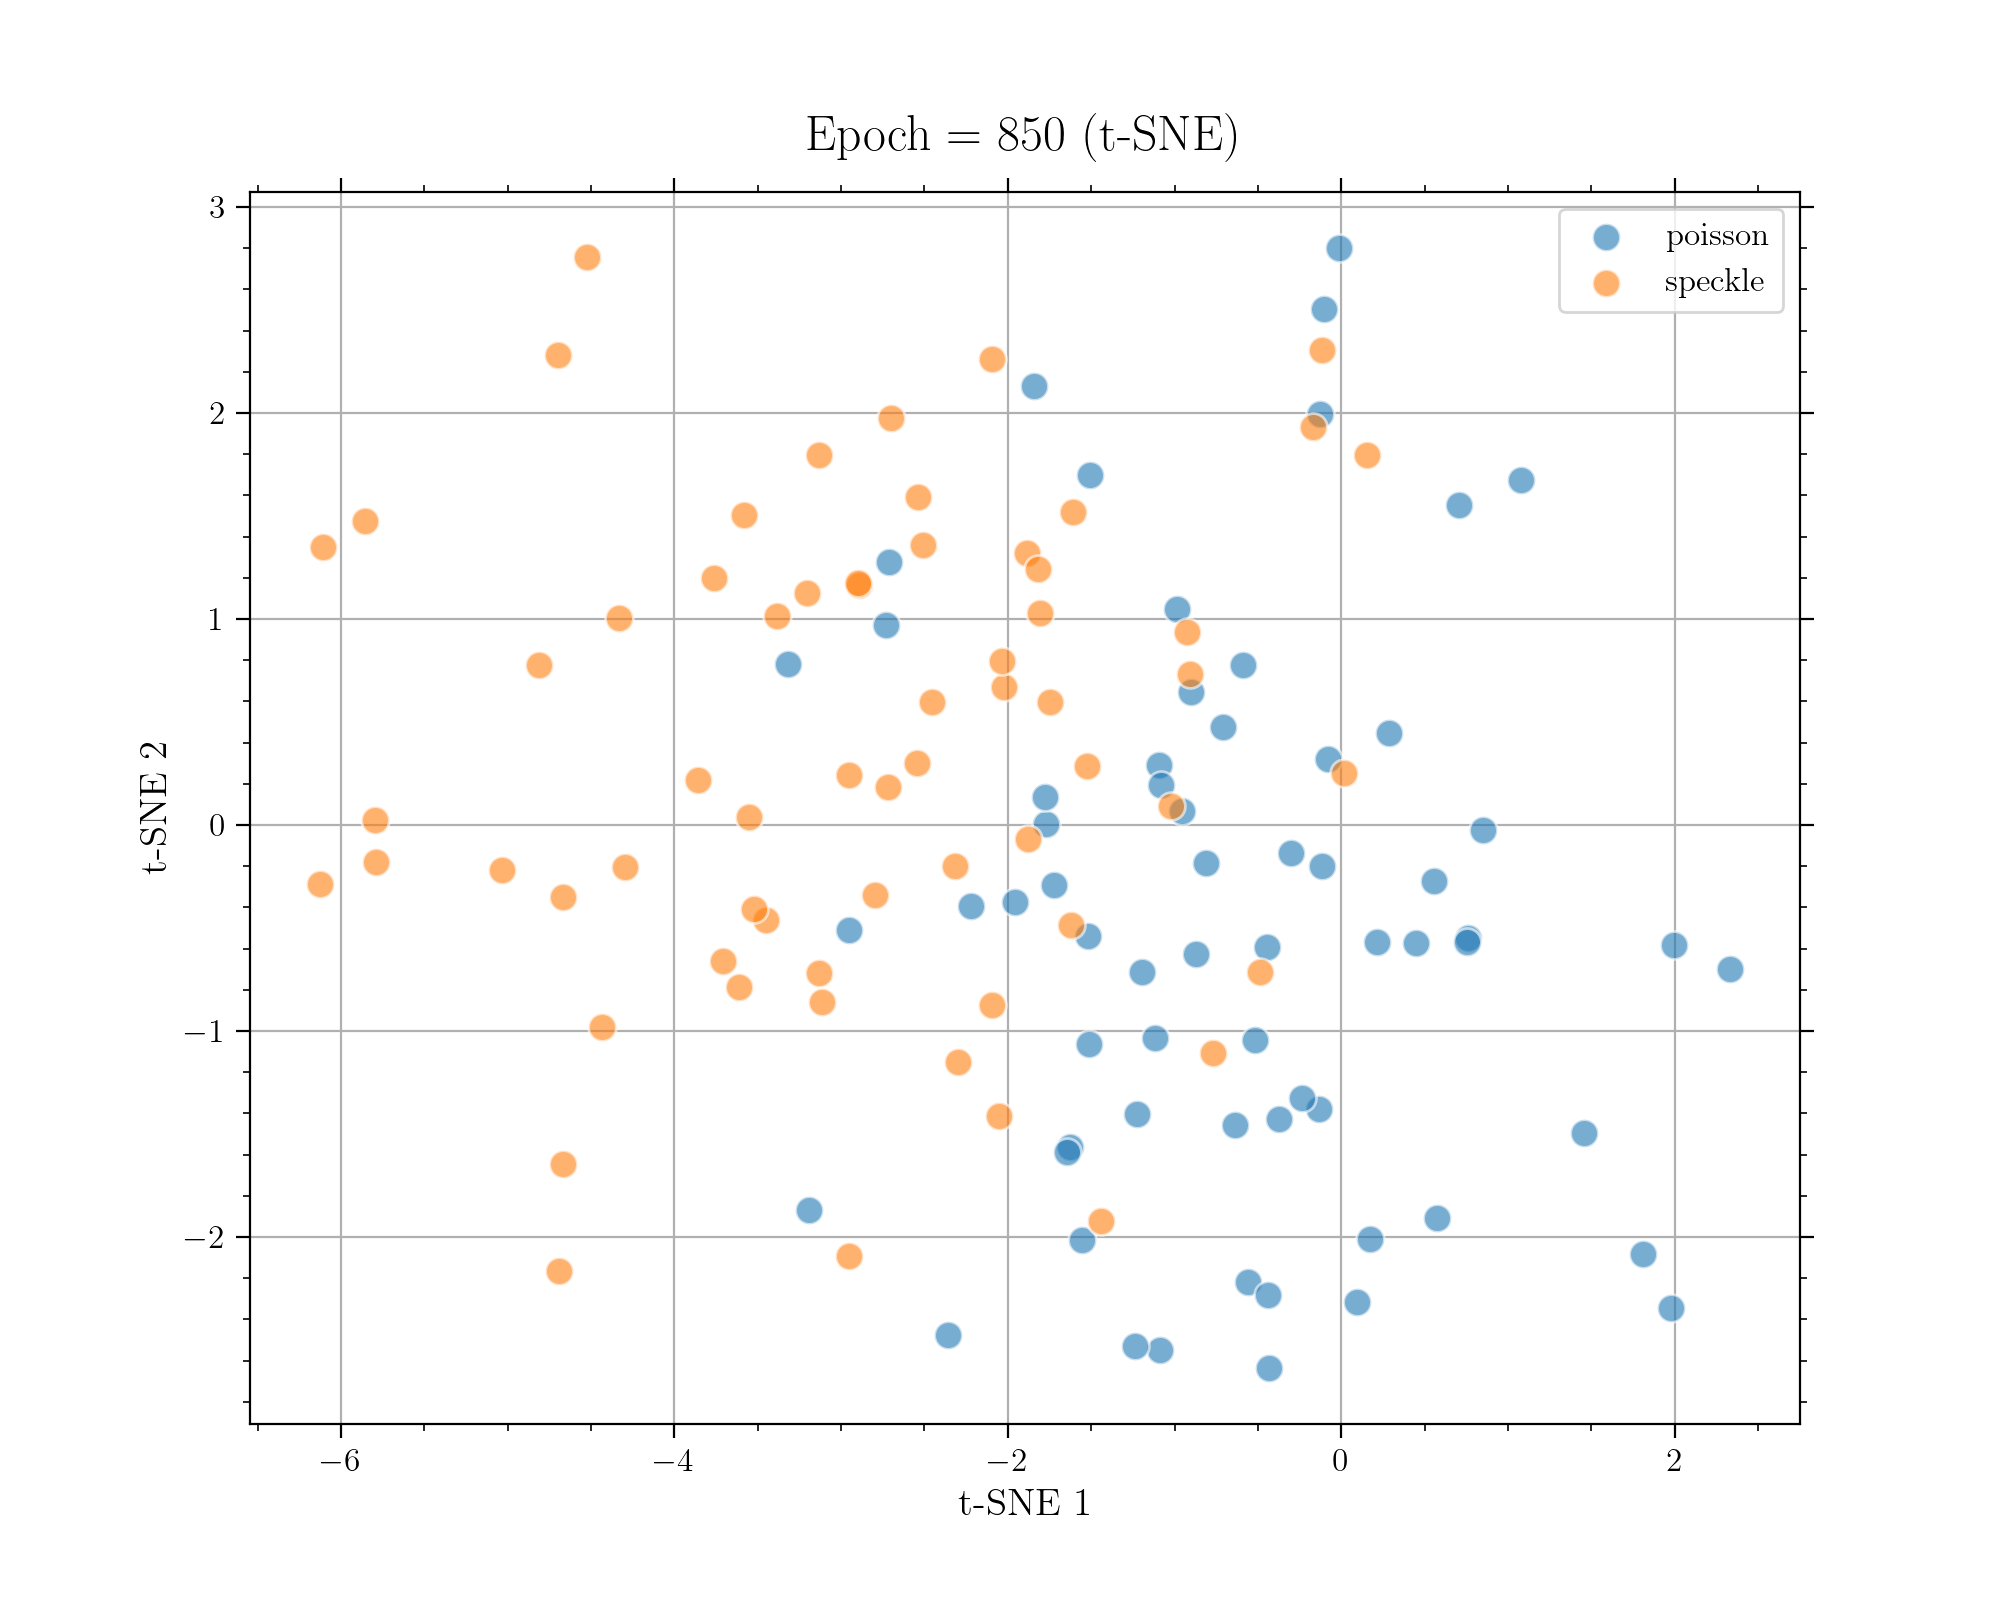 Epoch = 850 (t-SNE)
poisson
speckle
3
2
1
0
−1
−2
t-SNE 2
−6
−4
−2
0
2
t-SNE 1